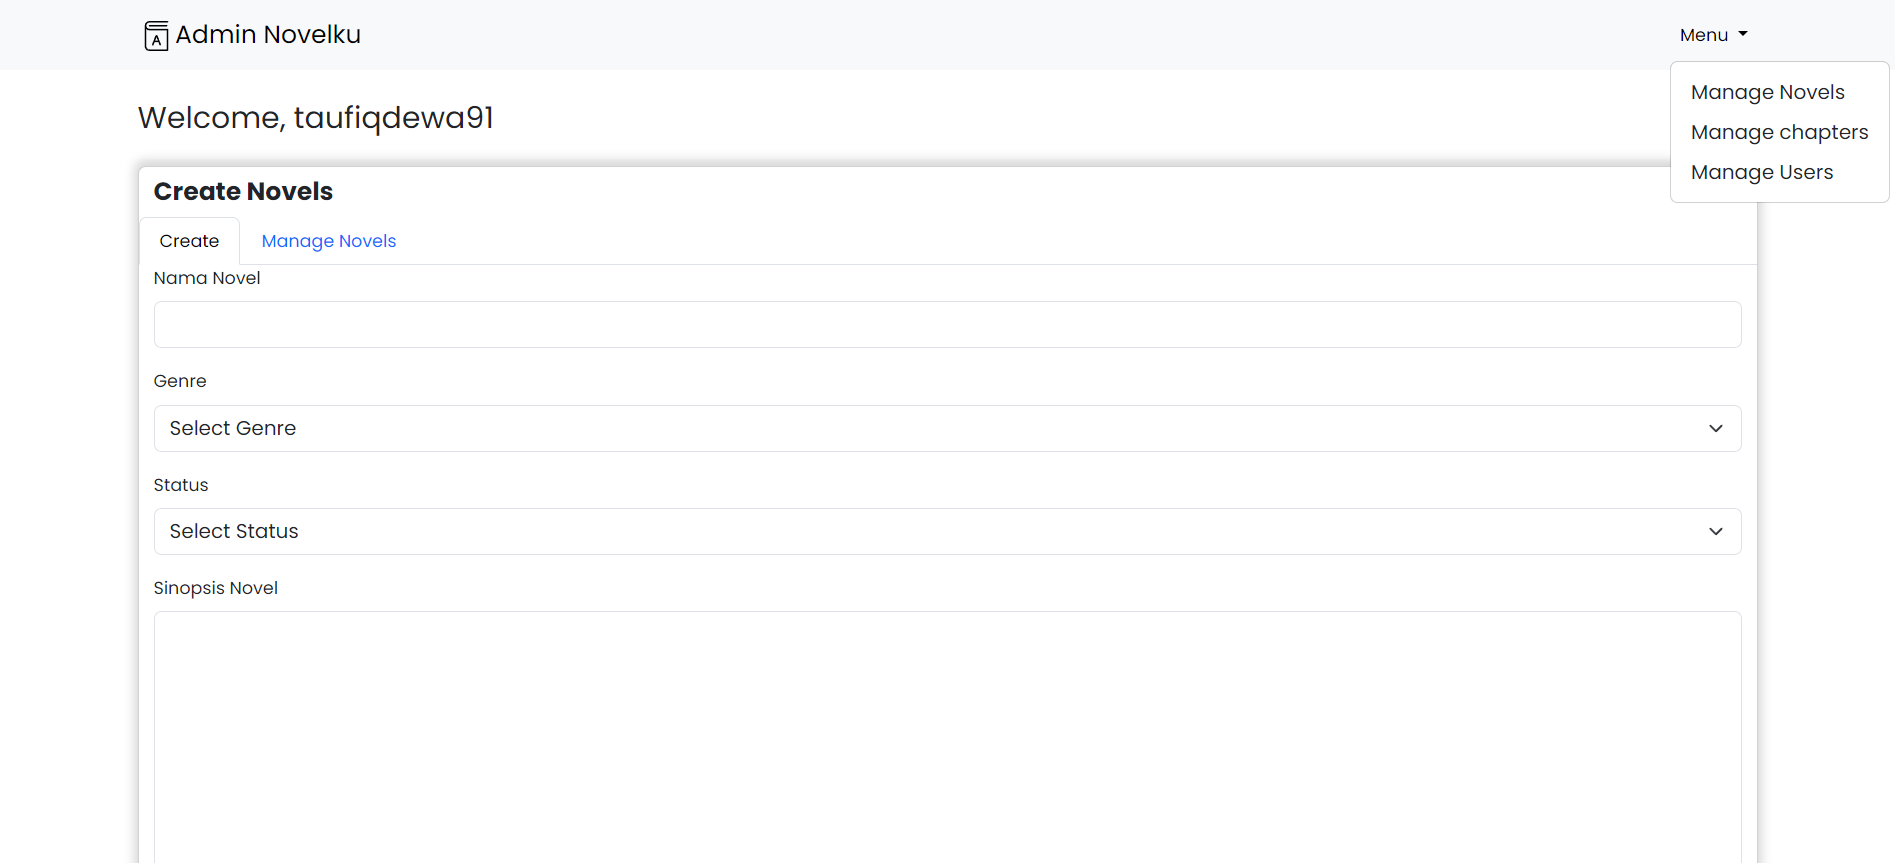 A Admin Novelku
Menu
Manage Novels
Manage chapters
Manage Users
Welcome, taufiqdewa91
Create Novels
Create
Manage Novels
Nama Novel
Genre
Select Genre
Status
Select Status
Sinopsis Novel